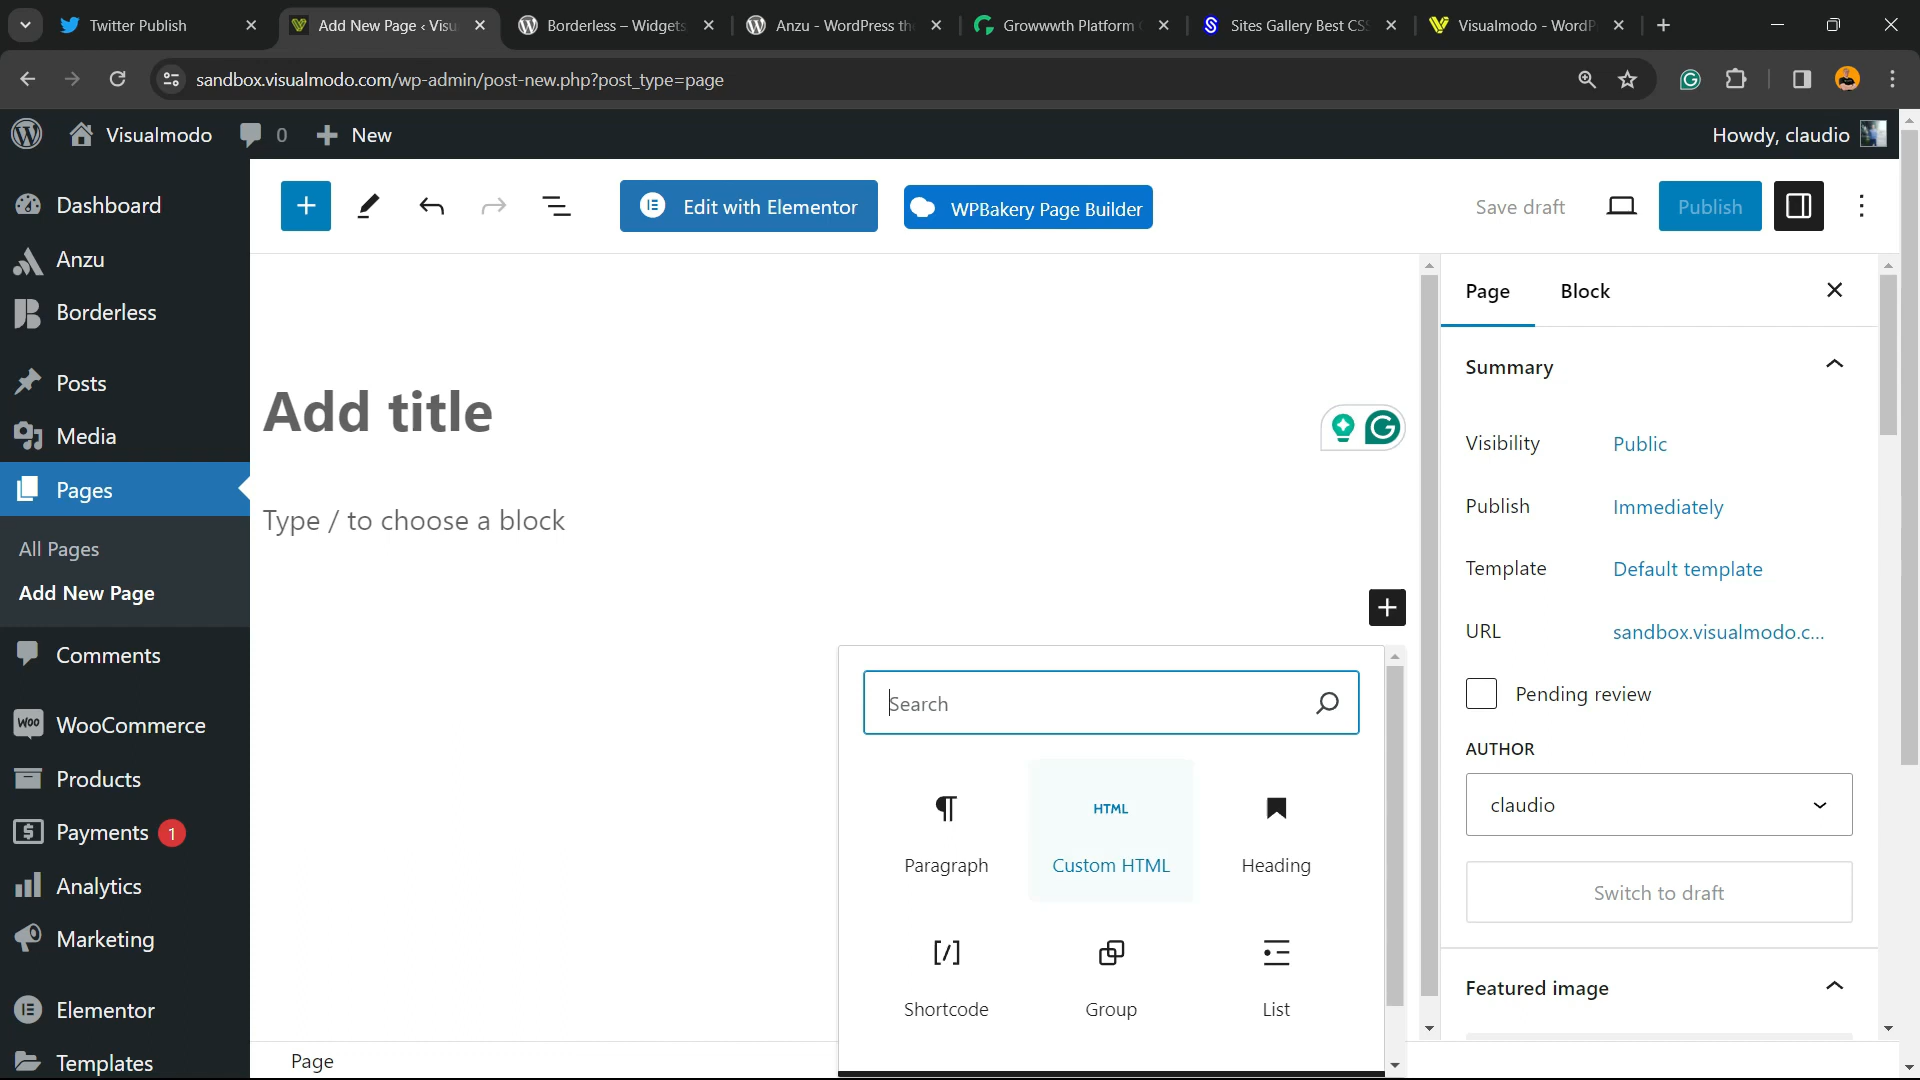 Twitter Publish
Add New Page ‹ Visu
Borderless – Widgets
Anzu - WordPress th
Growwwth Platform
Sites Gallery Best CSS
Visualmodo - WordP
sandbox.visualmodo.com/wp-admin/post-new.php?post_type=page
Visualmodo
0
New
Howdy, claudio
Dashboard
Anzu
Borderless
Posts
Media
Pages
All Pages
Add New Page
Comments
WooCommerce
Products
Payments 1
Analytics
Marketing
Elementor
Templates
Edit with Elementor
WPBakery Page Builder
Save draft
Publish
Add title
Type / to choose a block
Search
Paragraph
HTML
Custom HTML
Heading
[/]
Shortcode
Group
List
Page
Page
Block
Summary
Visibility
Public
Publish
Immediately
Template
Default template
URL
sandbox.visualmodo.c...
Pending review
AUTHOR
claudio
Switch to draft
Featured image